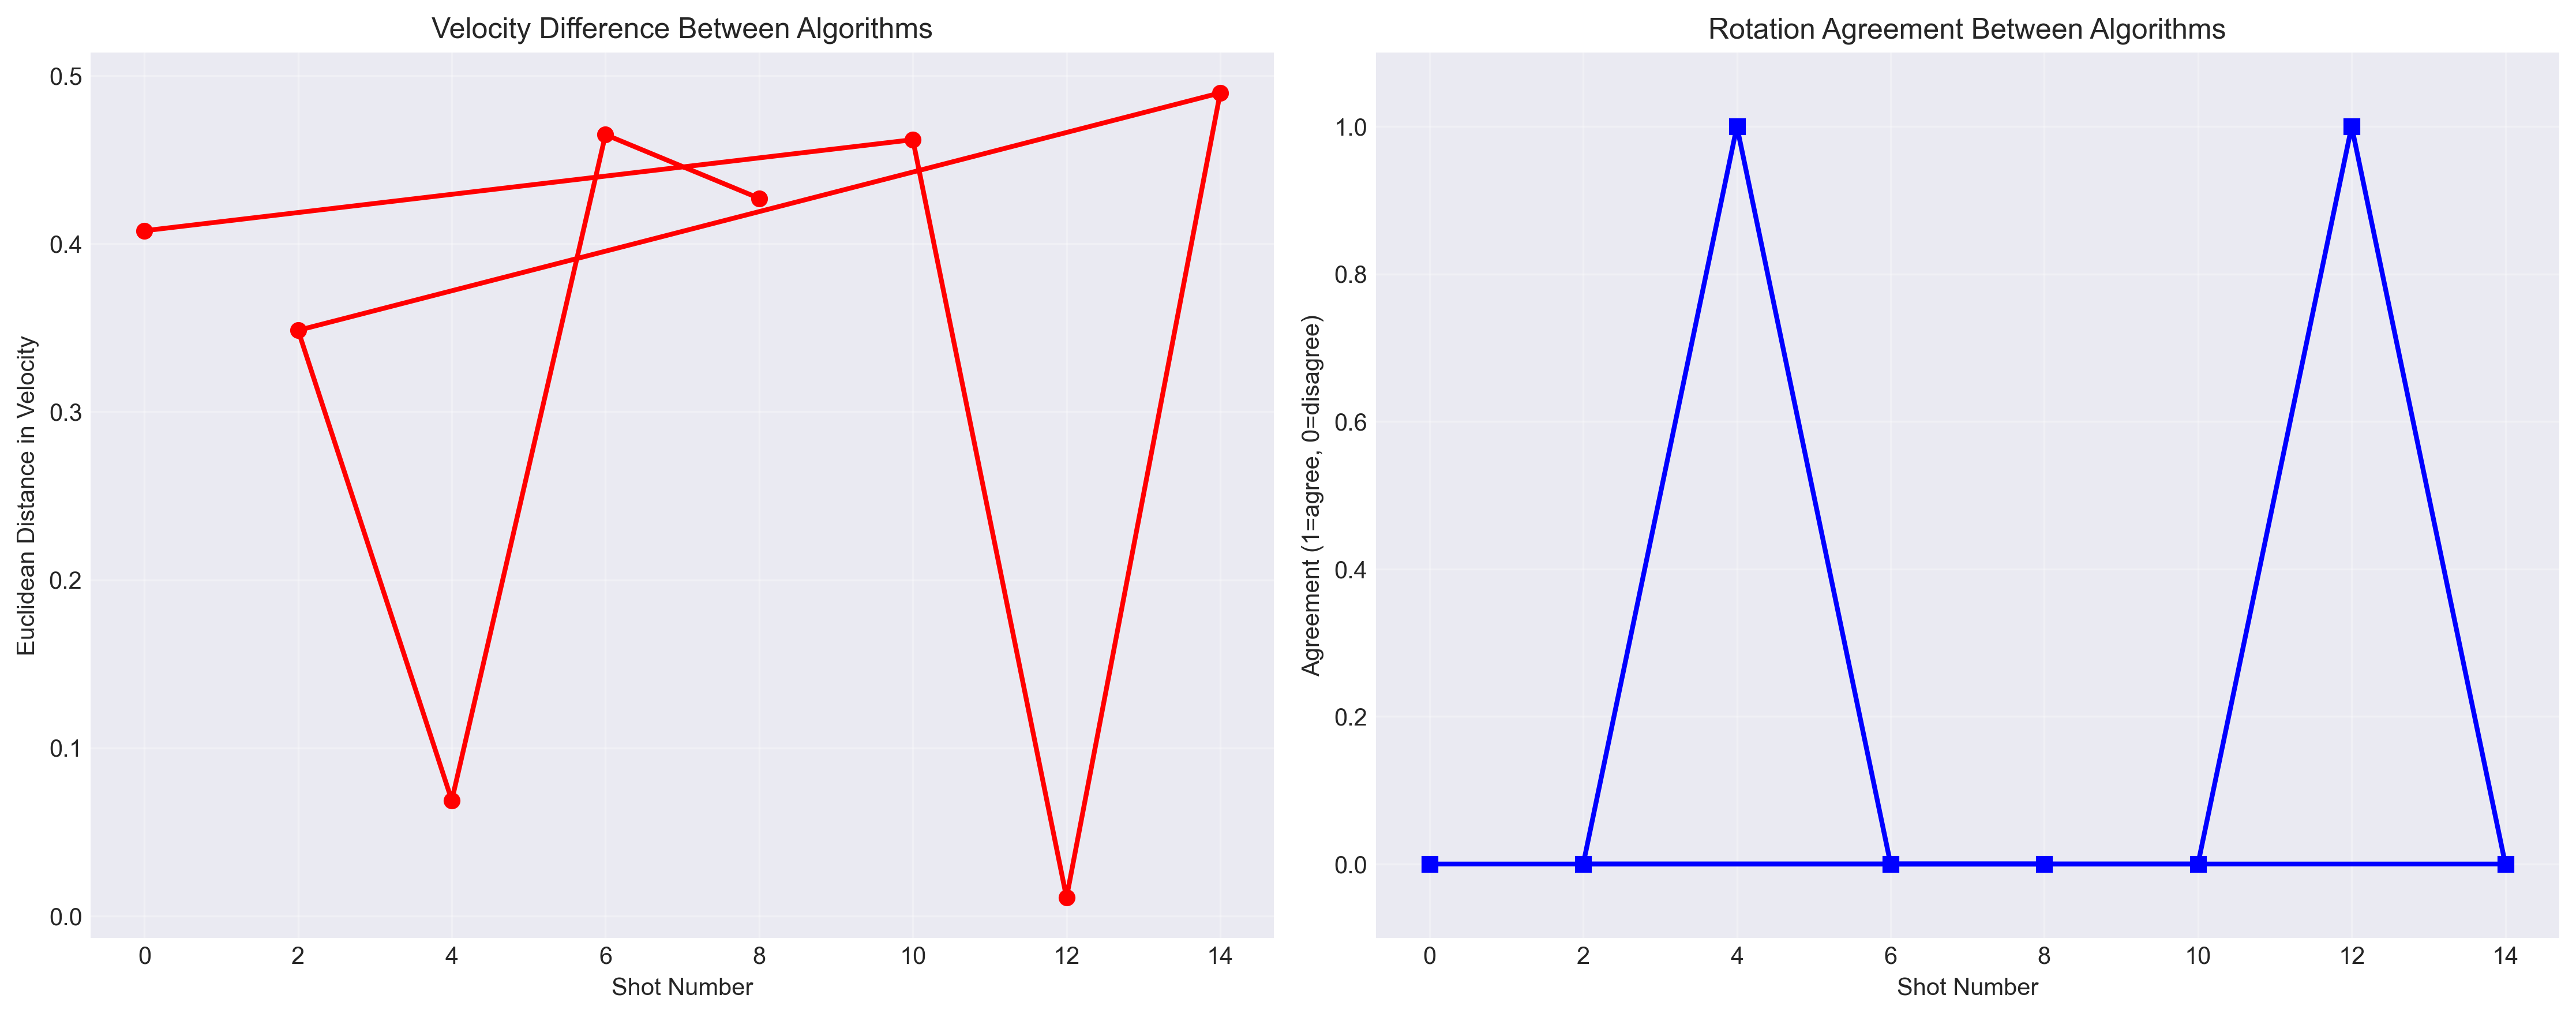 Velocity Difference Between Algorithms
Euclidean Distance in Velocity
0.5
0.4
0.3
0.2
0.1
0.0
0 2 4 6 8 10 12 14
Shot Number
Rotation Agreement Between Algorithms
Agreement (1=agree, 0=disagree)
1.0
0.8
0.6
0.4
0.2
0.0
0 2 4 6 8 10 12 14
Shot Number